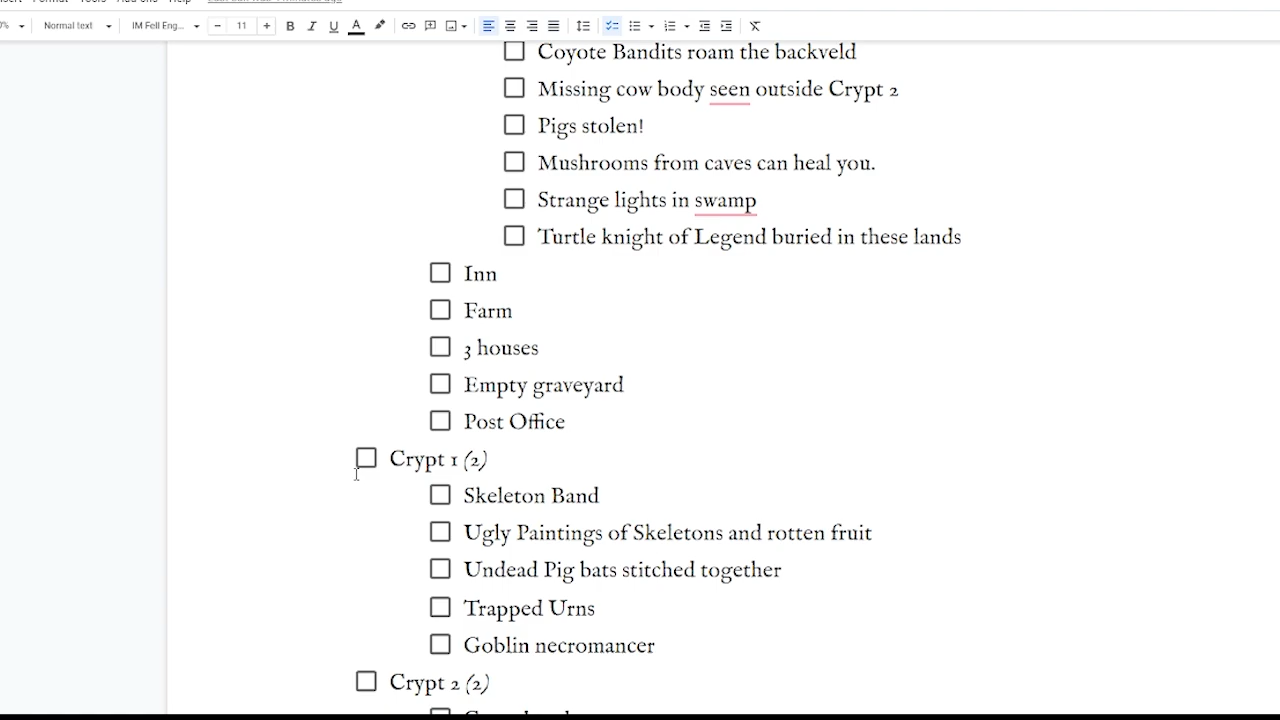 Normal text
IM Fell Eng...
11
Coyote Bandits roam the backveld
Missing cow body seen outside Crypt 2
Pigs stolen!
Mushrooms from caves can heal you.
Strange lights in swamp
Turtle knight of Legend buried in these lands
Inn
Farm
3 houses
Empty graveyard
Post Office
Crypt 1 (2)
Skeleton Band
Ugly Paintings of Skeletons and rotten fruit
Undead Pig bats stitched together
Trapped Urns
Goblin necromancer
Crypt 2 (2)